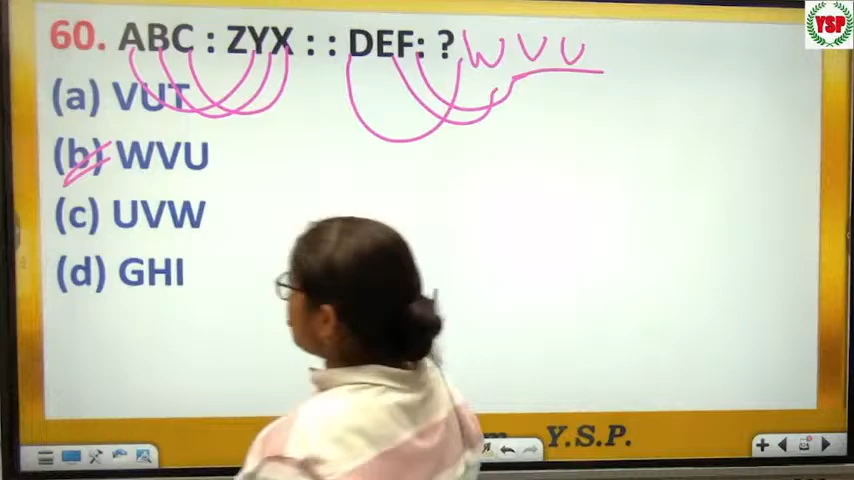 YSP
60. ABC : ZYX : : DEF: ? WVU
(a) VUT
(b) WVU
(c) UVW
(d) GHI
Y.S.P.